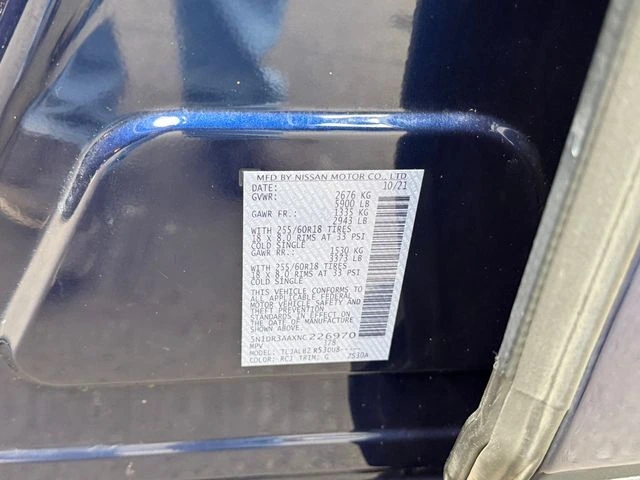 MFD BY NISSAN MOTOR CO., LTD
DATE: 10/21
GVWR: 2676 KG
5900 LB
GAWR FR.: 1335 KG
2943 LB
WITH 255/60R18 TIRES
18 X 8.0 RIMS AT 33 PSI
COLD SINGLE
GAWR RR.: 1530 KG
3373 LB
WITH 255/60R18 TIRES
18 X 8.0 RIMS AT 33 PSI
COLD SINGLE
THIS VEHICLE CONFORMS TO
ALL APPLICABLE FEDERAL
MOTOR VEHICLE SAFETY AND
THEFT PREVENTION
STANDARDS IN EFFECT ON
THE DATE OF MANUFACTURE
SHOWN ABOVE.
5N1DR3AAXNC226970
MPV 178
MODEL:
COLOR: RCJ TRIM: G 7S30A